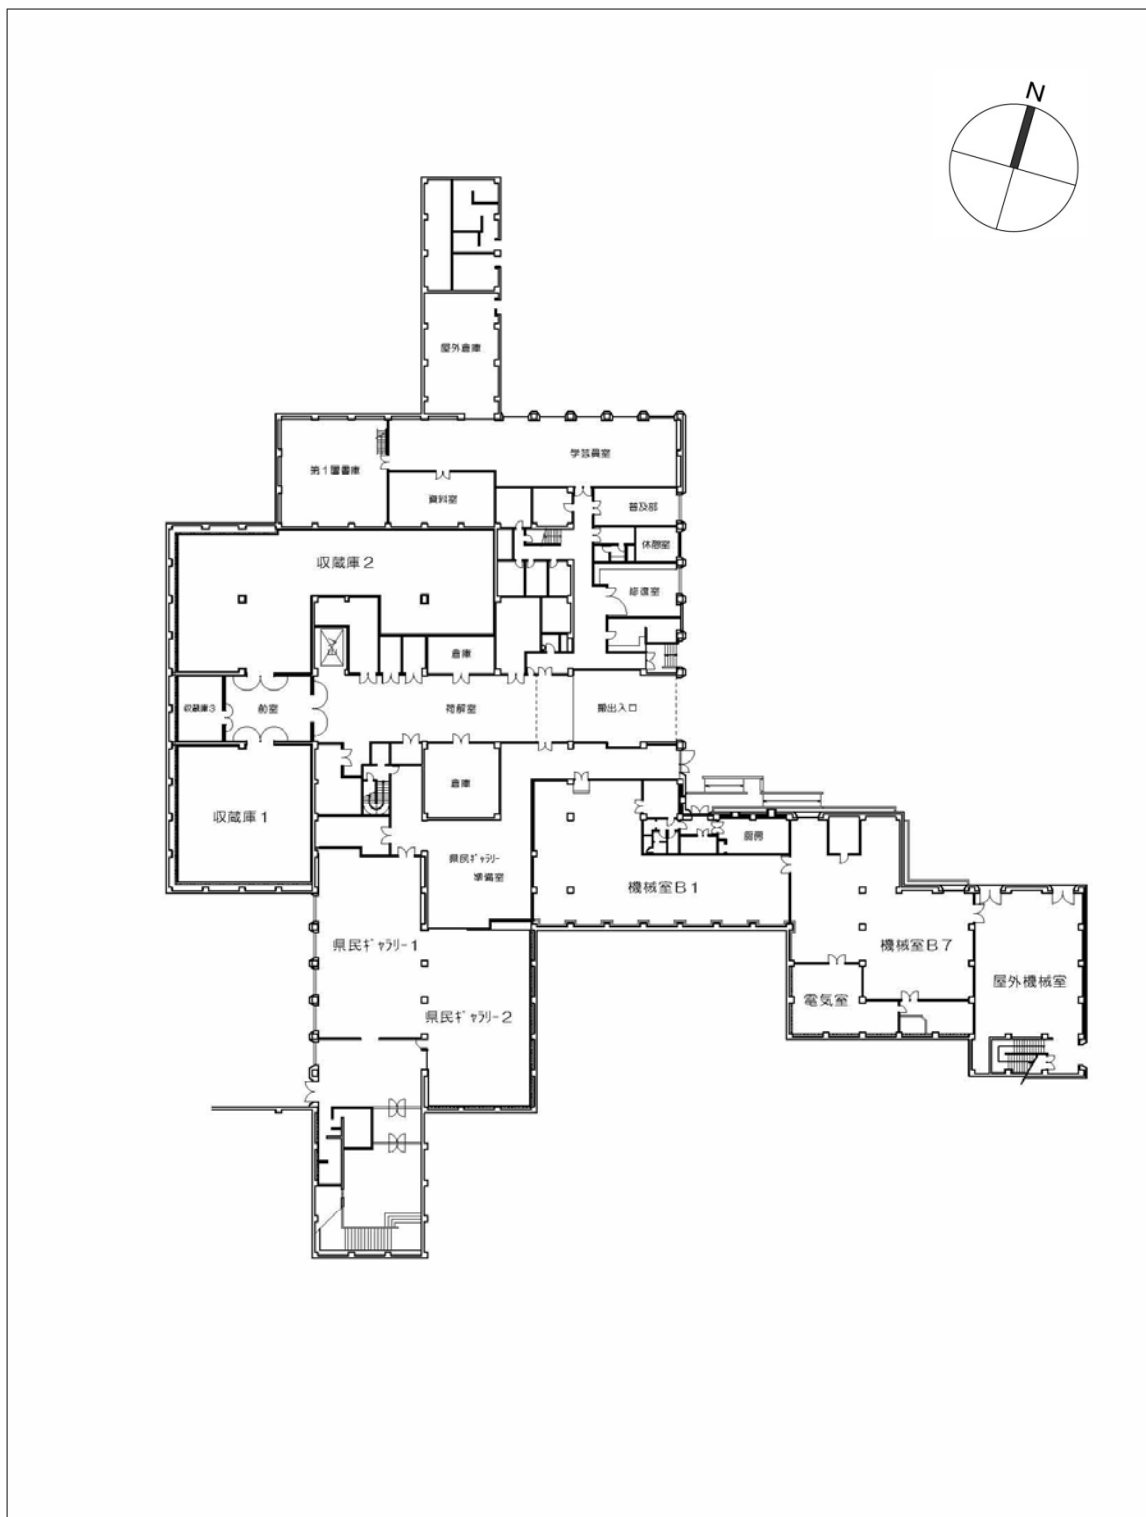 N
屋外倉庫
学芸員室
第1層書庫
資料室
普及部
休憩室
収蔵庫2
修復室
EV
倉庫
収蔵庫3
前室
荷解室
搬出入口
倉庫
収蔵庫1
厨房
県民ｷﾞｬﾗﾘｰ
準備室
機械室B1
県民ｷﾞｬﾗﾘｰ1
機械室B7
屋外機械室
電気室
県民ｷﾞｬﾗﾘｰ2